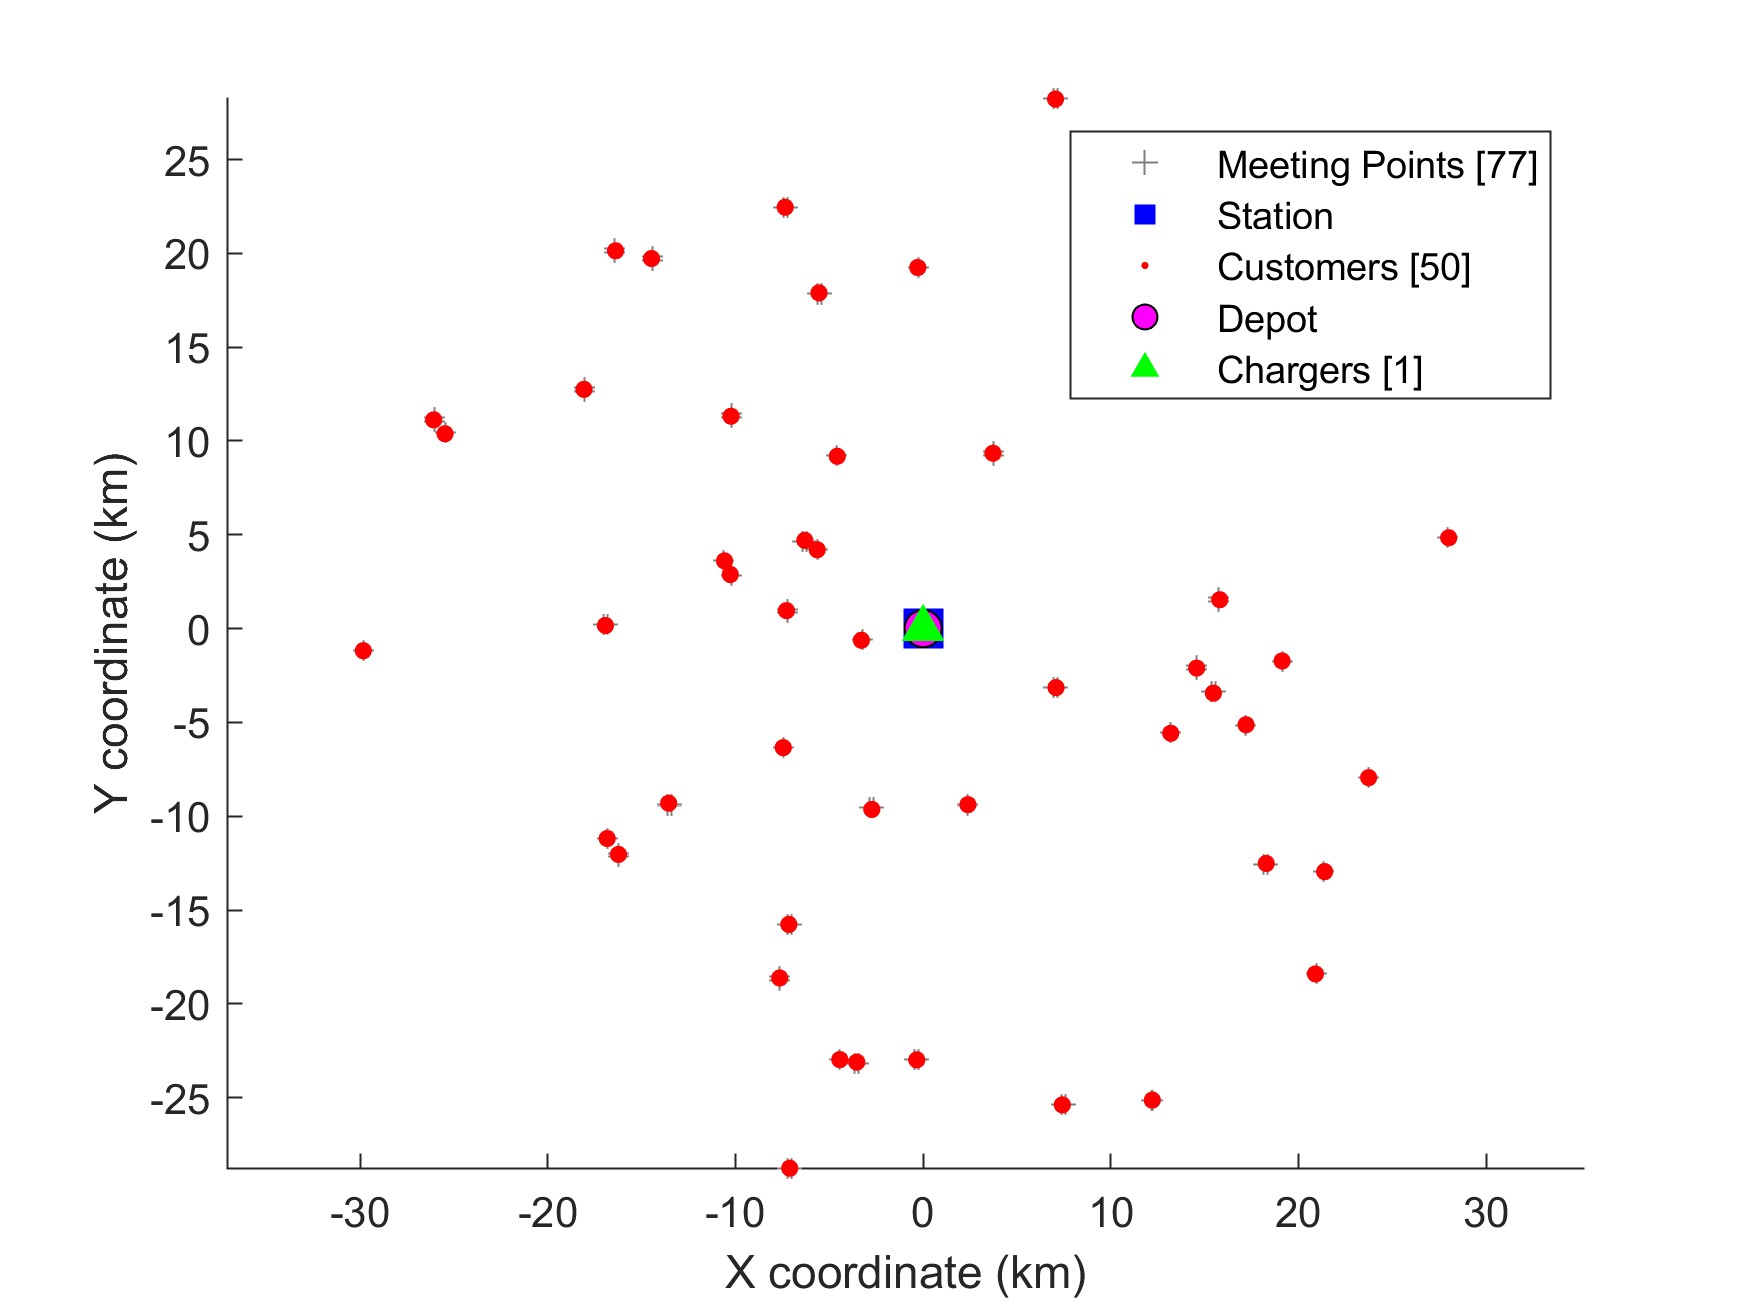 25
20
15
10
5
0
-5
-10
-15
-20
-25
Y coordinate (km)
Meeting Points [77]
Station
Customers [50]
Depot
Chargers [1]
-30 -20 -10 0 10 20 30
X coordinate (km)